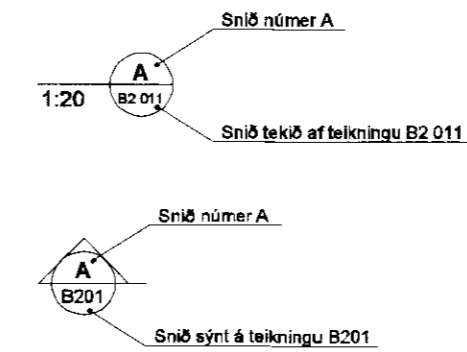 Snið númer A
A
1:20
B2 011
Snið tekið af teikningu B2 011
Snið númer A
A
B201
Snið sýnt á teikningu B201